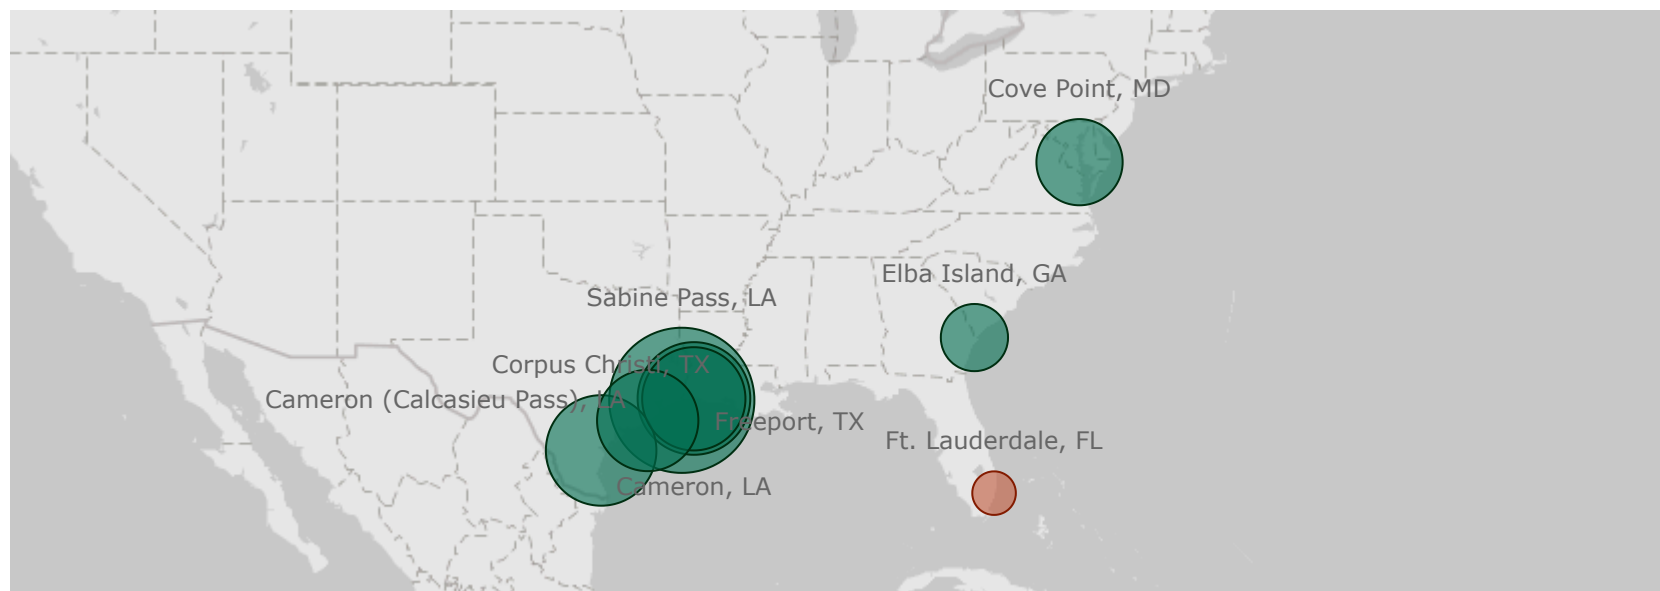 Cove Point, MD
Elba Island, GA
Sabine Pass, LA
Corpus Christi, TX
Cameron (Calcasieu Pass), LA
Freeport, TX
Ft. Lauderdale, FL
Cameron, LA